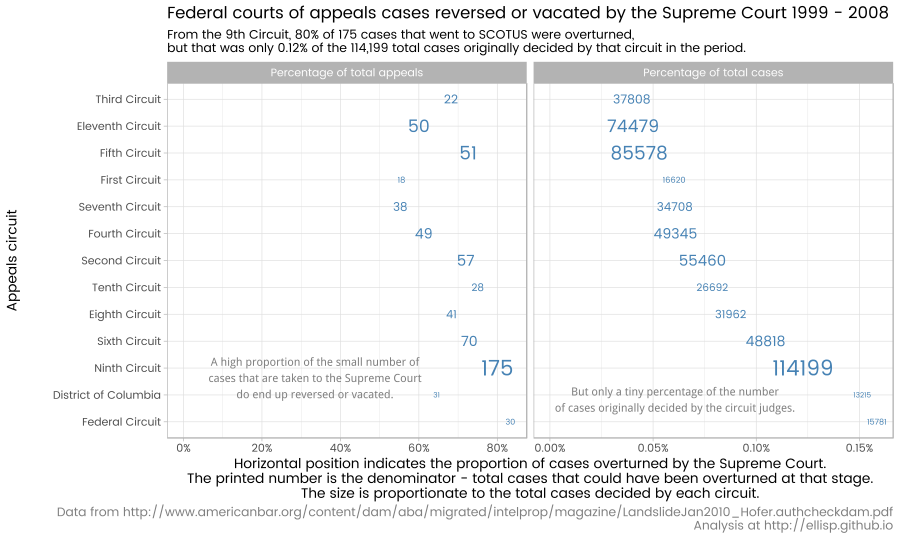 Federal courts of appeals cases reversed or vacated by the Supreme Court 1999 - 2008
From the 9th Circuit, 80% of 175 cases that went to SCOTUS were overturned,
but that was only 0.12% of the 114,199 total cases originally decided by that circuit in the period.
Percentage of total appeals
Percentage of total cases
Appeals circuit
Third Circuit 22 37808
Eleventh Circuit 50 74479
Fifth Circuit 51 85578
First Circuit 18 16620
Seventh Circuit 38 34708
Fourth Circuit 49 49345
Second Circuit 57 55460
Tenth Circuit 28 26692
Eighth Circuit 41 31962
Sixth Circuit 70 48818
Ninth Circuit 175 114199
District of Columbia 31 13215
Federal Circuit 30 15781
A high proportion of the small number of
cases that are taken to the Supreme Court
do end up reversed or vacated.
But only a tiny percentage of the number
of cases originally decided by the circuit judges.
0% 20% 40% 60% 80%
0.00% 0.05% 0.10% 0.15%
Horizontal position indicates the proportion of cases overturned by the Supreme Court.
The printed number is the denominator - total cases that could have been overturned at that stage.
The size is proportionate to the total cases decided by each circuit.
Data from http://www.americanbar.org/content/dam/aba/migrated/intelprop/magazine/LandslideJan2010_Hofer.authcheckdam.pdf
Analysis at http://ellisp.github.io